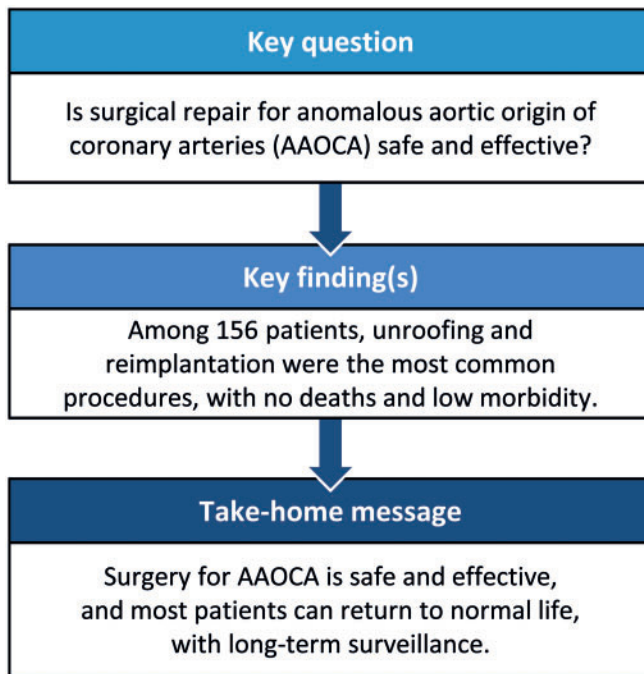 Key question
Is surgical repair for anomalous aortic origin of
coronary arteries (AAOCA) safe and effective?
Key finding(s)
Among 156 patients, unroofing and
reimplantation were the most common
procedures, with no deaths and low morbidity.
Take-home message
Surgery for AAOCA is safe and effective,
and most patients can return to normal life,
with long-term surveillance.